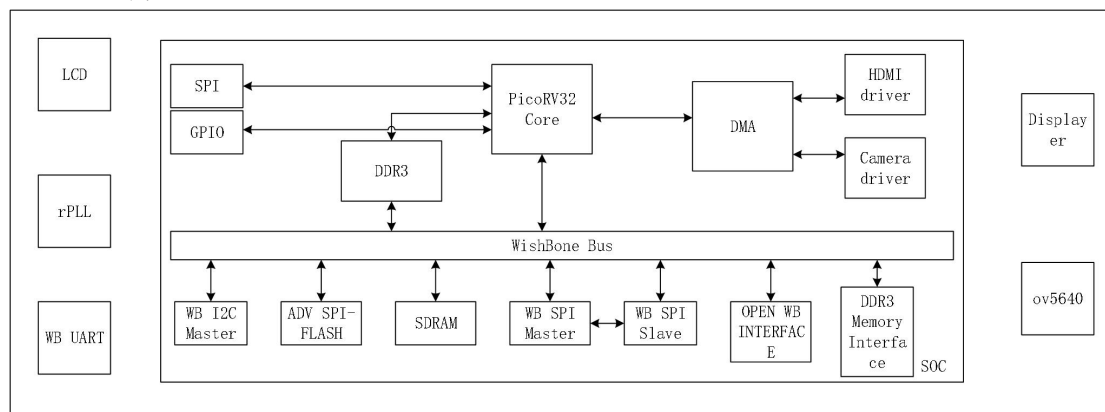 LCD
rPLL
WB UART
SPI
GPIO
PicoRV32
Core
DDR3
DMA
HDMI
driver
Camera
driver
WishBone Bus
WB I2C
Master
ADV SPI-
FLASH
SDRAM
WB SPI
Master
WB SPI
Slave
OPEN WB
INTERFAC
E
DDR3
Memory
Interfa
ce
SOC
Display
er
ov5640